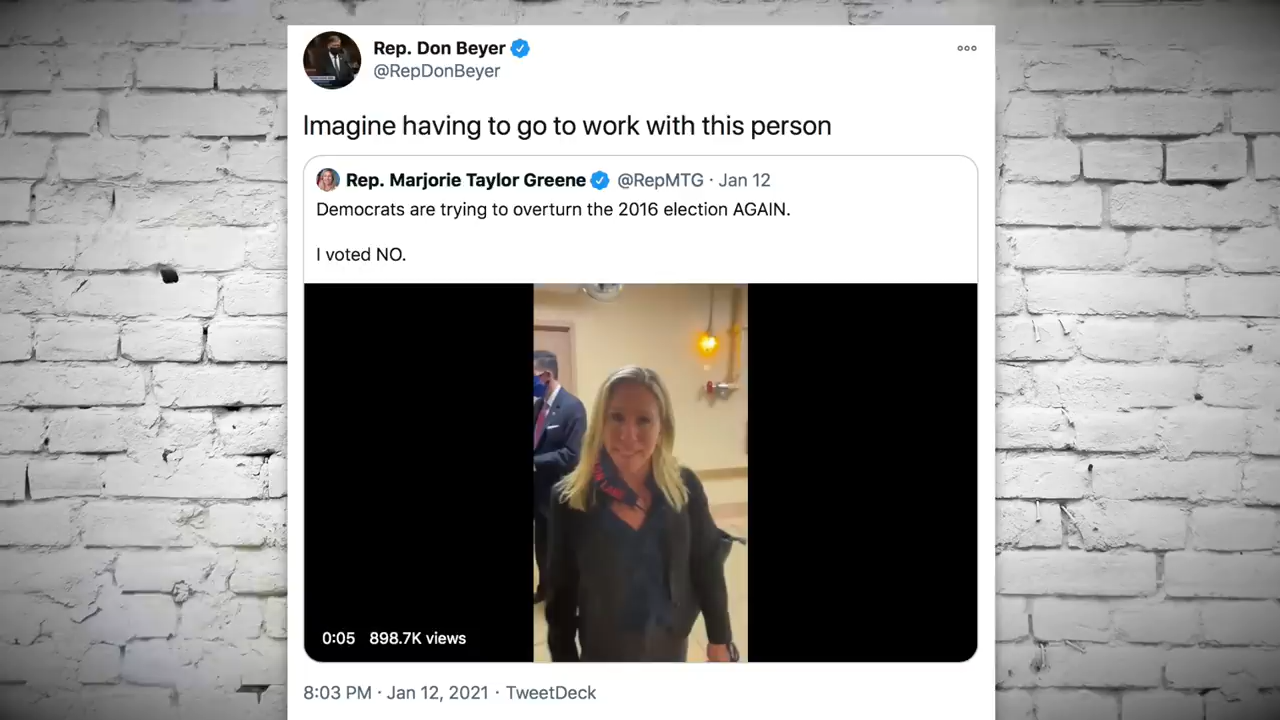 Rep. Don Beyer
@RepDonBeyer
Imagine having to go to work with this person
Rep. Marjorie Taylor Greene @RepMTG · Jan 12
Democrats are trying to overturn the 2016 election AGAIN.
I voted NO.
0:05 898.7K views
8:03 PM · Jan 12, 2021 · TweetDeck